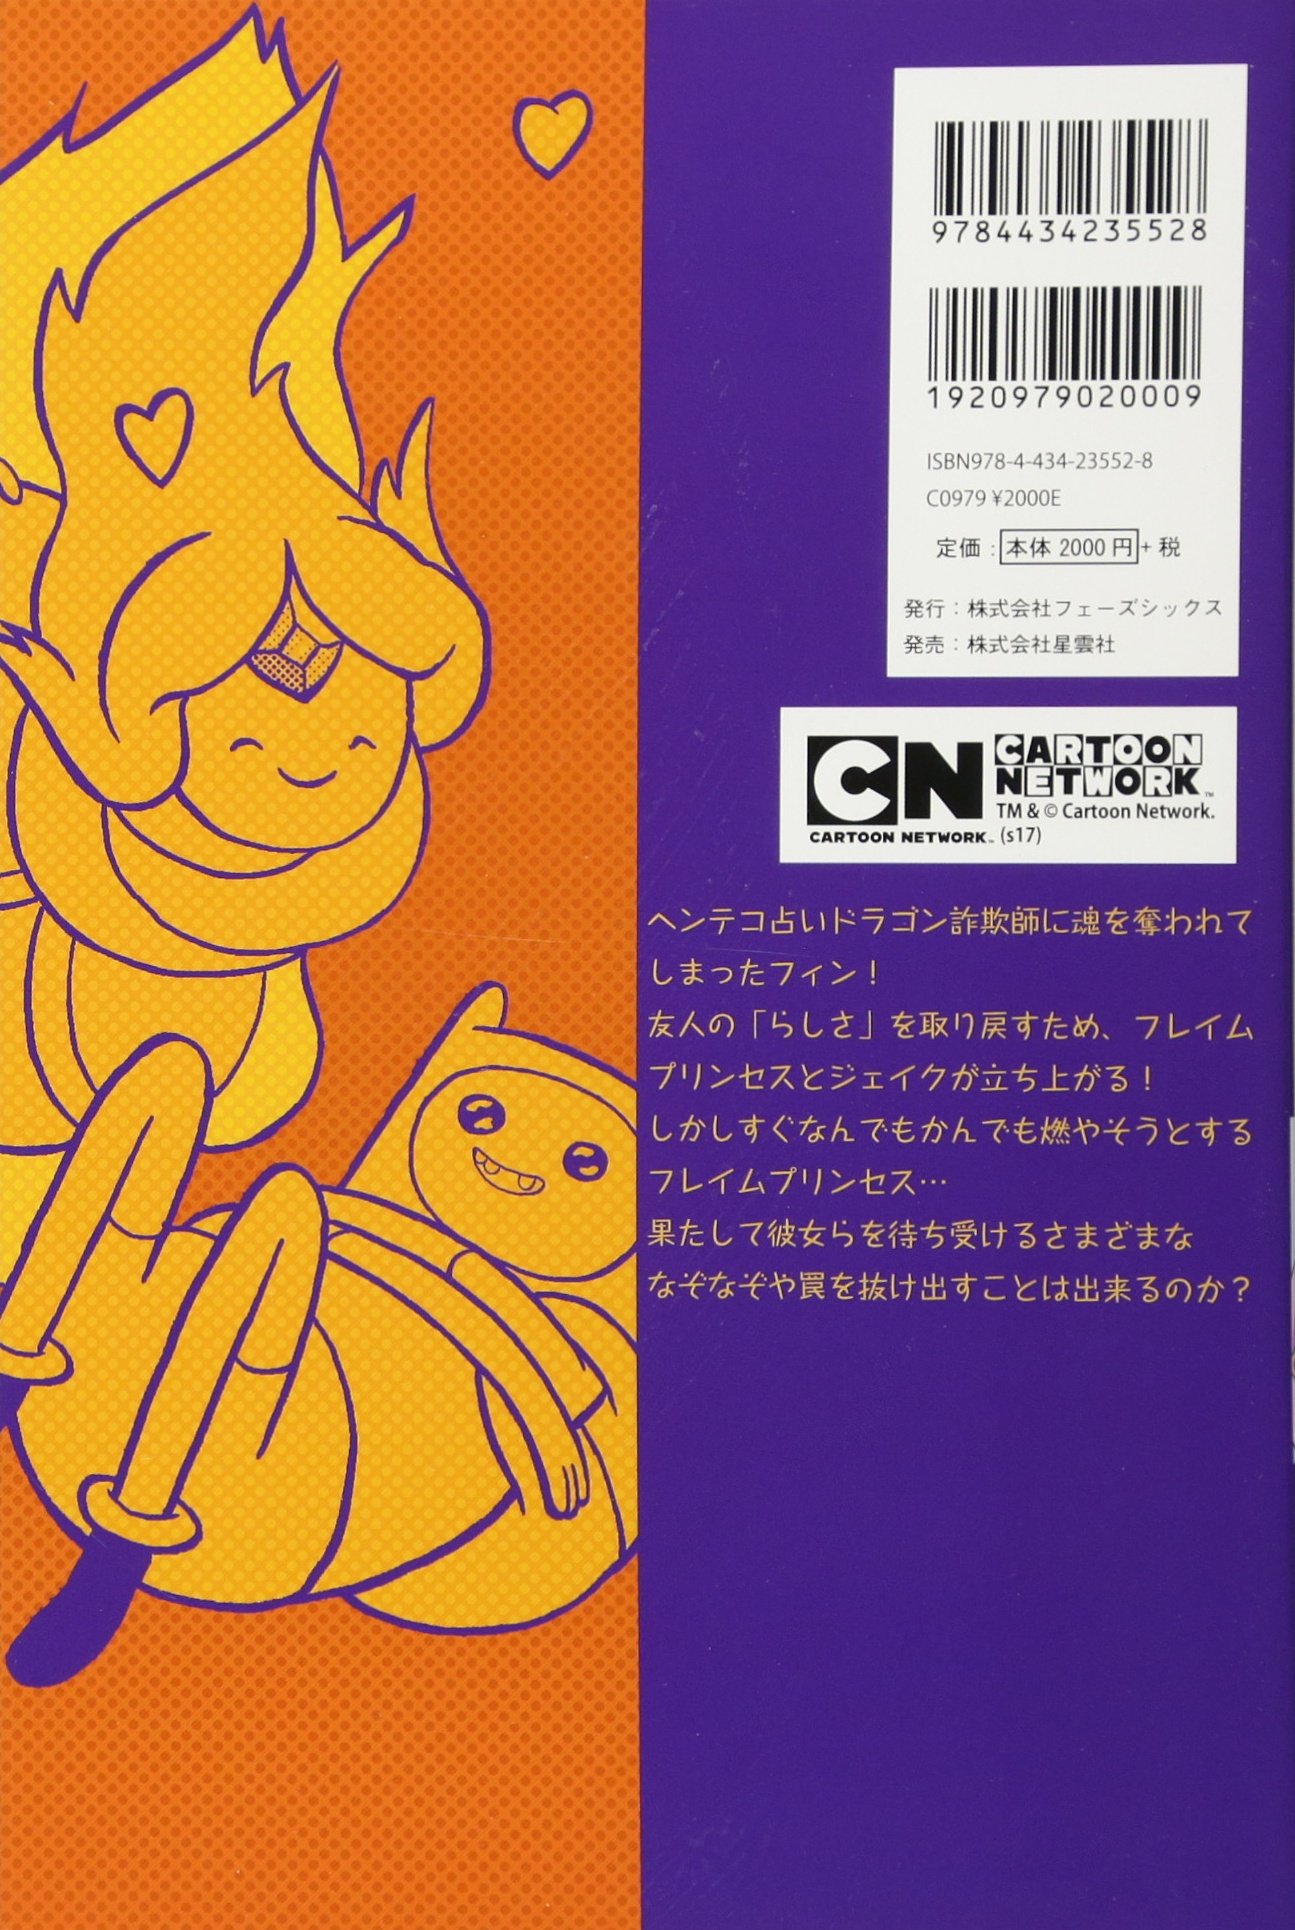 9784434235528
1920979020009
ISBN978-4-434-23552-8
C0979 ¥2000E
定価：本体 2000 円+ 税
発行：株式会社フェーズシックス
発売：株式会社星雲社
CN CARTOON NETWORK™
CARTOON NETWORK™
TM & © Cartoon Network.
(s17)
ヘンテコ占いドラゴン詐欺師に魂を奪われて
しまったフィン！
友人の「らしさ」を取り戻すため、フレイム
プリンセスとジェイクが立ち上がる！
しかしすぐなんでもかんでも燃やそうとする
フレイムプリンセス…
果たして彼女らを待ち受けるさまざまな
なぞなぞや罠を抜け出すことは出来るのか？